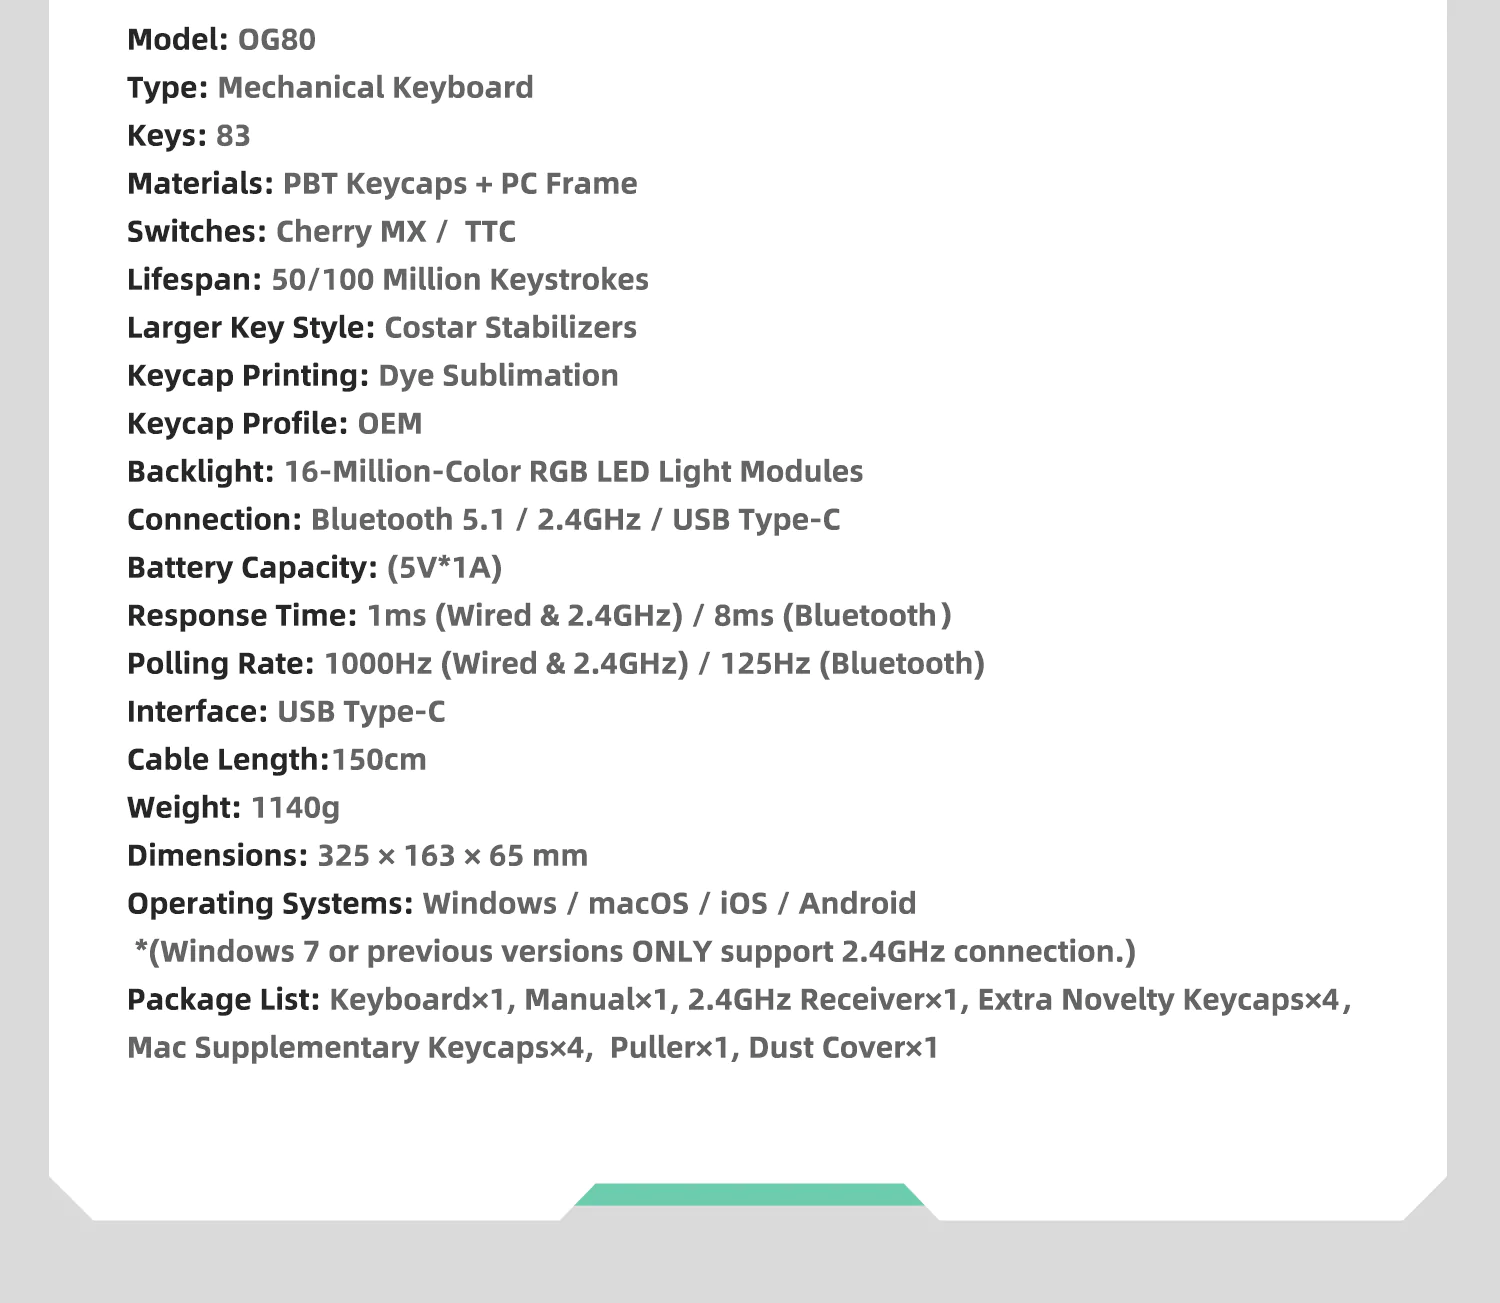 Model: OG80
Type: Mechanical Keyboard
Keys: 83
Materials: PBT Keycaps + PC Frame
Switches: Cherry MX /  TTC
Lifespan: 50/100 Million Keystrokes
Larger Key Style: Costar Stabilizers
Keycap Printing: Dye Sublimation
Keycap Profile: OEM
Backlight: 16-Million-Color RGB LED Light Modules
Connection: Bluetooth 5.1 / 2.4GHz / USB Type-C
Battery Capacity: (5V*1A)
Response Time: 1ms (Wired & 2.4GHz) / 8ms (Bluetooth)
Polling Rate: 1000Hz (Wired & 2.4GHz) / 125Hz (Bluetooth)
Interface: USB Type-C
Cable Length:150cm
Weight: 1140g
Dimensions: 325 × 163 × 65 mm
Operating Systems: Windows / macOS / iOS / Android
*(Windows 7 or previous versions ONLY support 2.4GHz connection.)
Package List: Keyboard×1, Manual×1, 2.4GHz Receiver×1, Extra Novelty Keycaps×4,
Mac Supplementary Keycaps×4,  Puller×1, Dust Cover×1